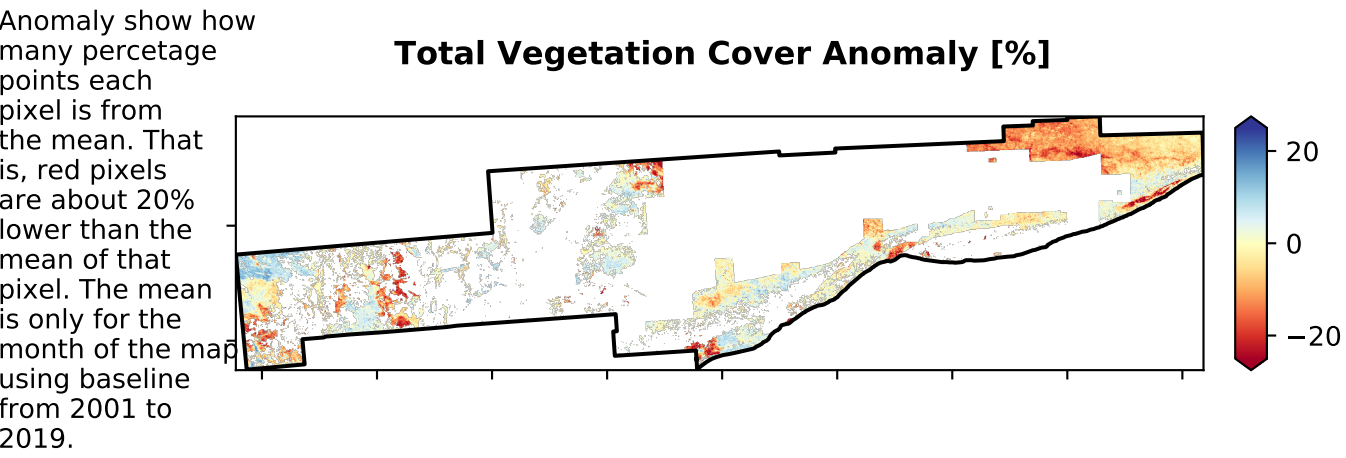 Anomaly show how
many percetage
points each
pixel is from
the mean. That
is, red pixels
are about 20%
lower than the
mean of that
pixel. The mean
is only for the
month of the map
using baseline
from 2001 to
2019.
Total Vegetation Cover Anomaly [%]
20
0
−20